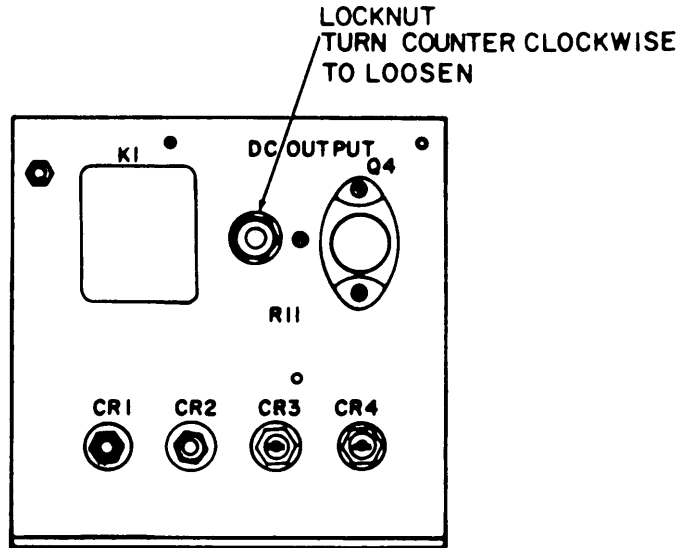 LOCKNUT
TURN COUNTER CLOCKWISE
TO LOOSEN
K1
DC OUTPUT
Q4
R11
CR1 CR2 CR3 CR4